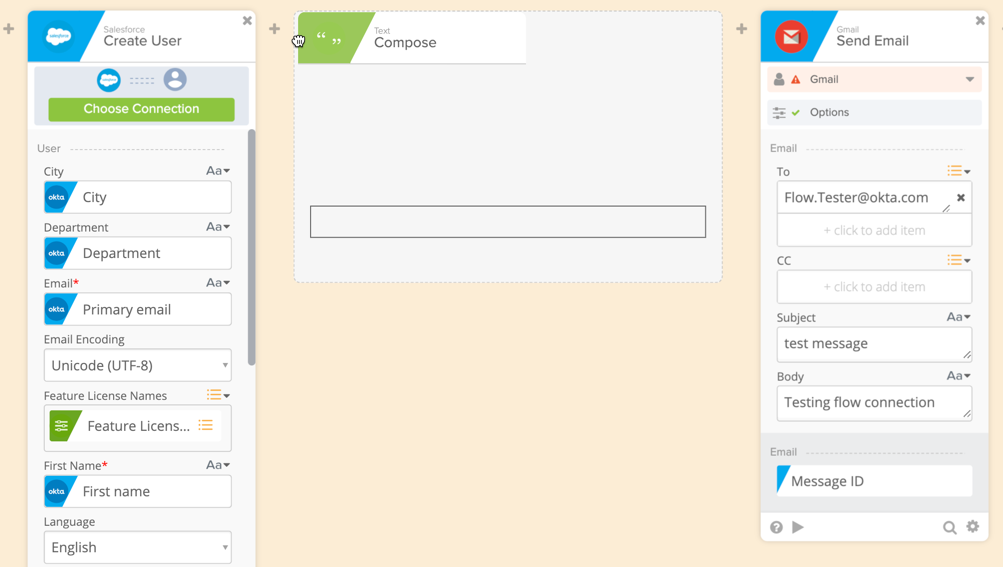 Salesforce
Create User
salesforce
Choose Connection
User
City
Aa
okta
City
Department
Aa
okta
Department
Email*
Aa
okta
Primary email
Email Encoding
Unicode (UTF-8)
Feature License Names
Feature Licens...
First Name*
Aa
okta
First name
Language
English
“ ”
Text
Compose
Gmail
Send Email
Gmail
Options
Email
To
Flow.Tester@okta.com
+ click to add item
CC
+ click to add item
Subject
Aa
test message
Body
Aa
Testing flow connection
Email
Message ID